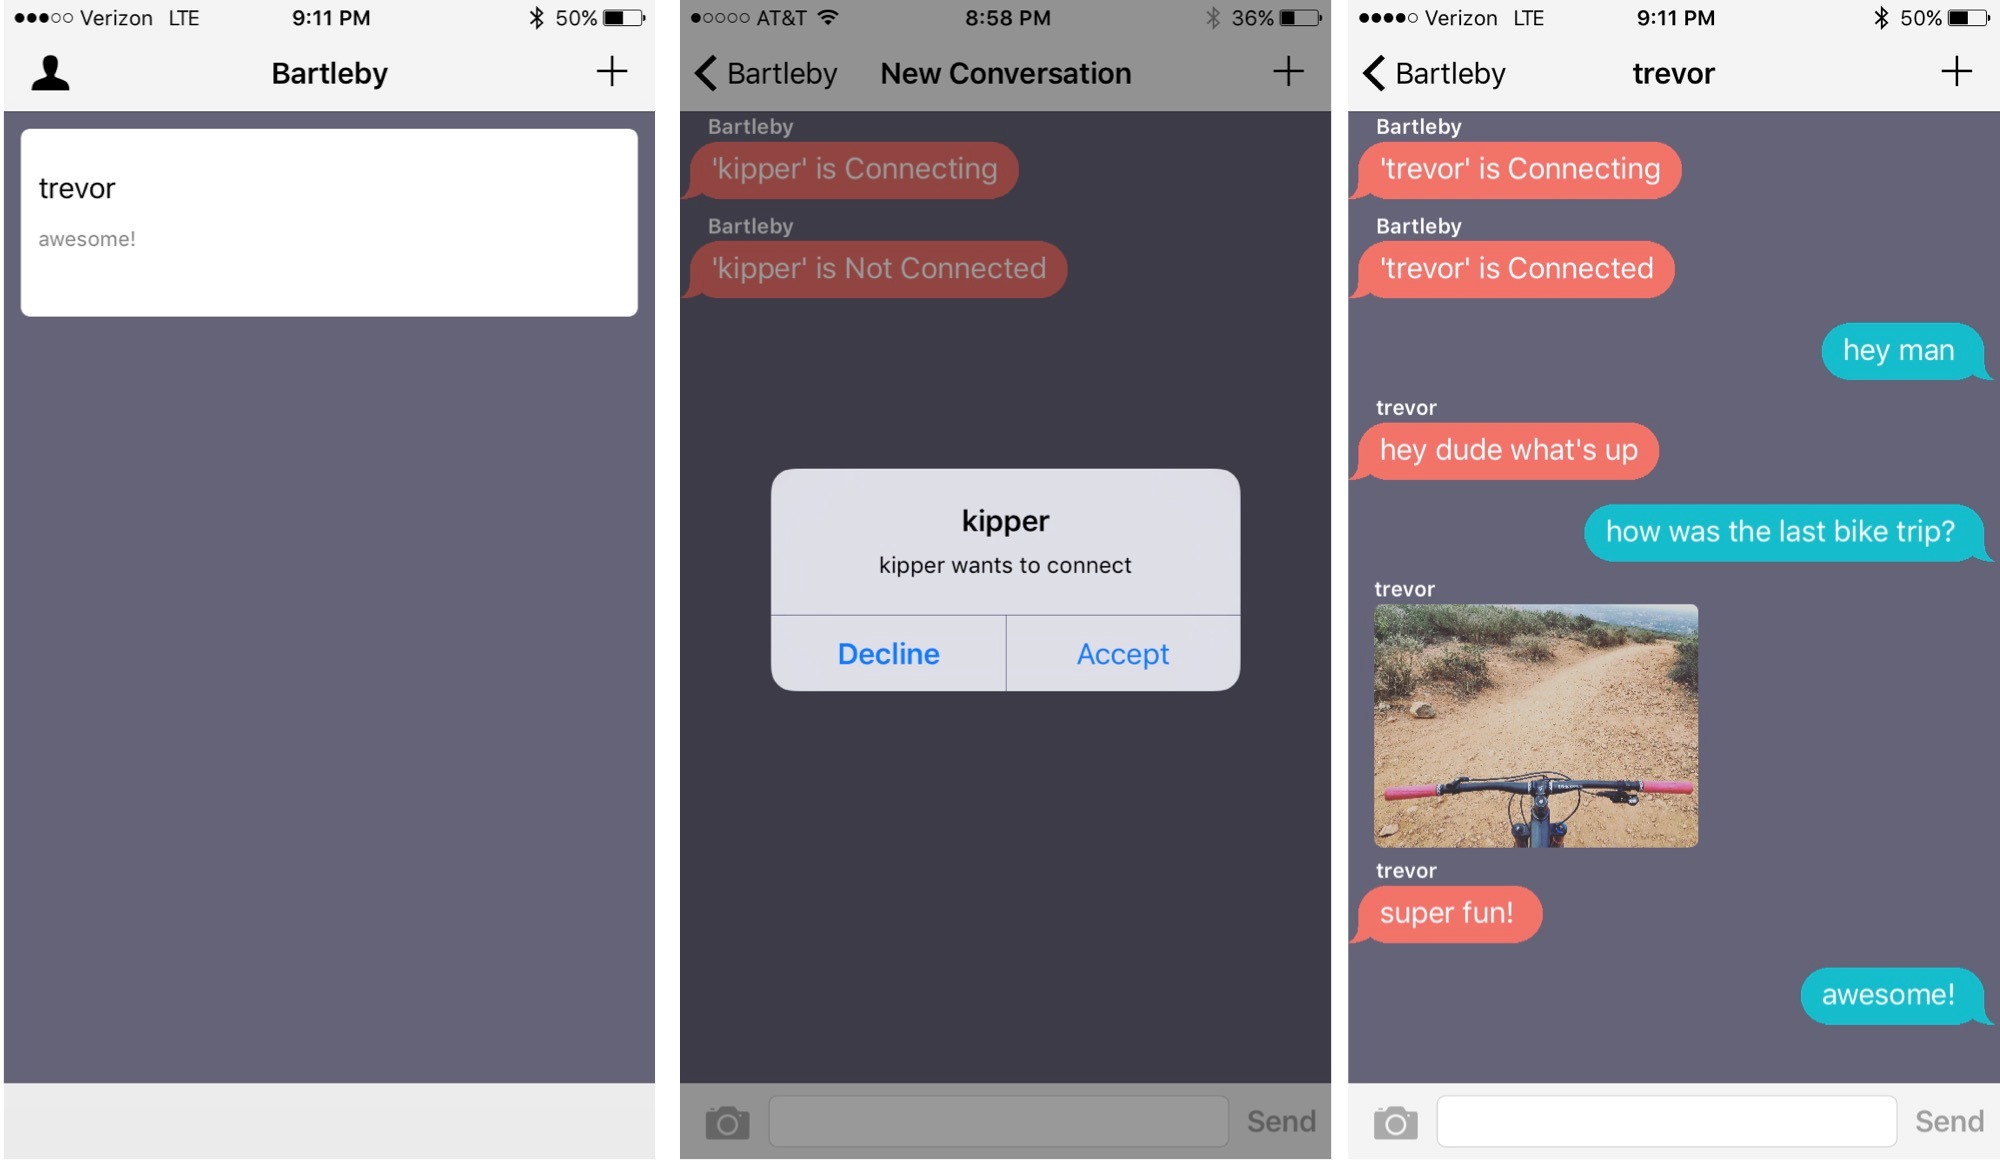 Verizon LTE 9:11 PM 50%
Bartleby
trevor
awesome!
AT&T 8:58 PM 36%
Bartleby New Conversation
Bartleby
'kipper' is Connecting
Bartleby
'kipper' is Not Connected
kipper
kipper wants to connect
Decline Accept
Send
Verizon LTE 9:11 PM 50%
Bartleby trevor
Bartleby
'trevor' is Connecting
Bartleby
'trevor' is Connected
hey man
trevor
hey dude what's up
how was the last bike trip?
trevor
trevor
super fun!
awesome!
Send